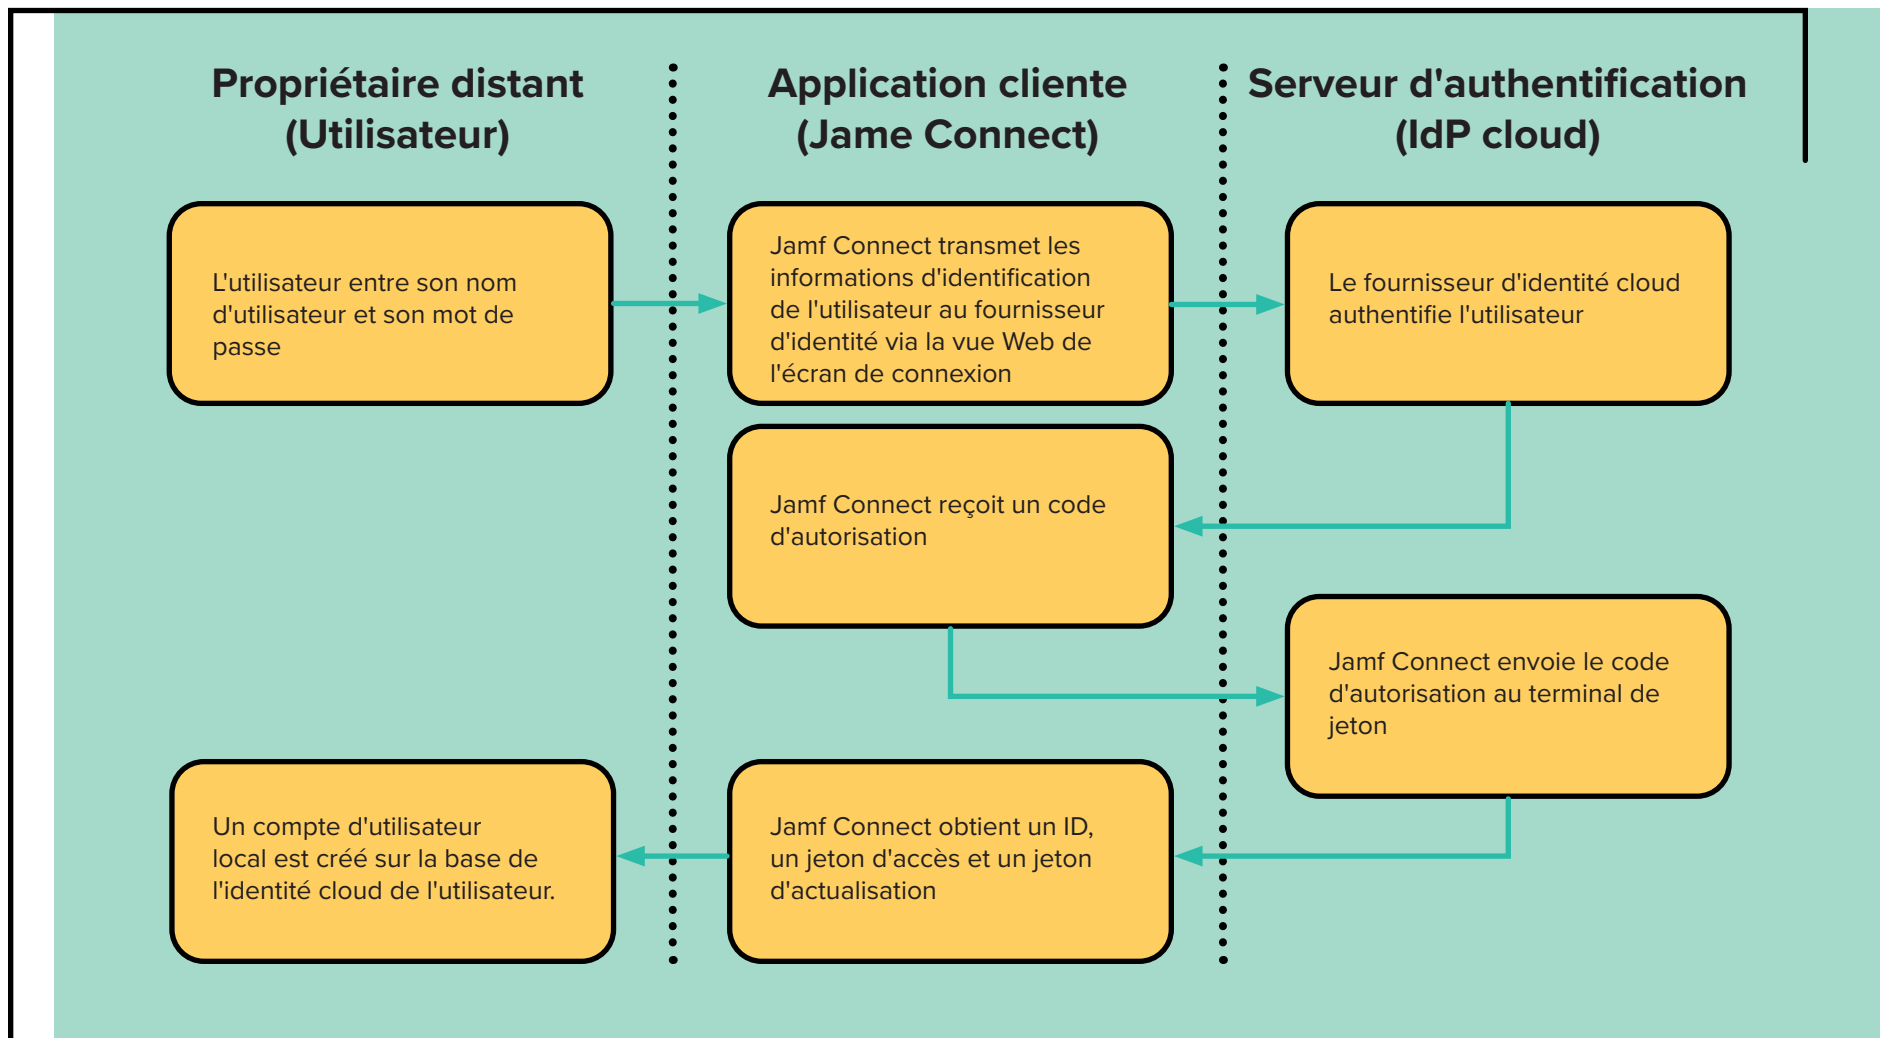 Propriétaire distant
(Utilisateur)
Application cliente
(Jame Connect)
Serveur d'authentification
(IdP cloud)
L'utilisateur entre son nom
d'utilisateur et son mot de
passe
Jamf Connect transmet les
informations d'identification
de l'utilisateur au fournisseur
d'identité via la vue Web de
l'écran de connexion
Le fournisseur d'identité cloud
authentifie l'utilisateur
Jamf Connect reçoit un code
d'autorisation
Jamf Connect envoie le code
d'autorisation au terminal de
jeton
Jamf Connect obtient un ID,
un jeton d'accès et un jeton
d'actualisation
Un compte d'utilisateur
local est créé sur la base de
l'identité cloud de l'utilisateur.